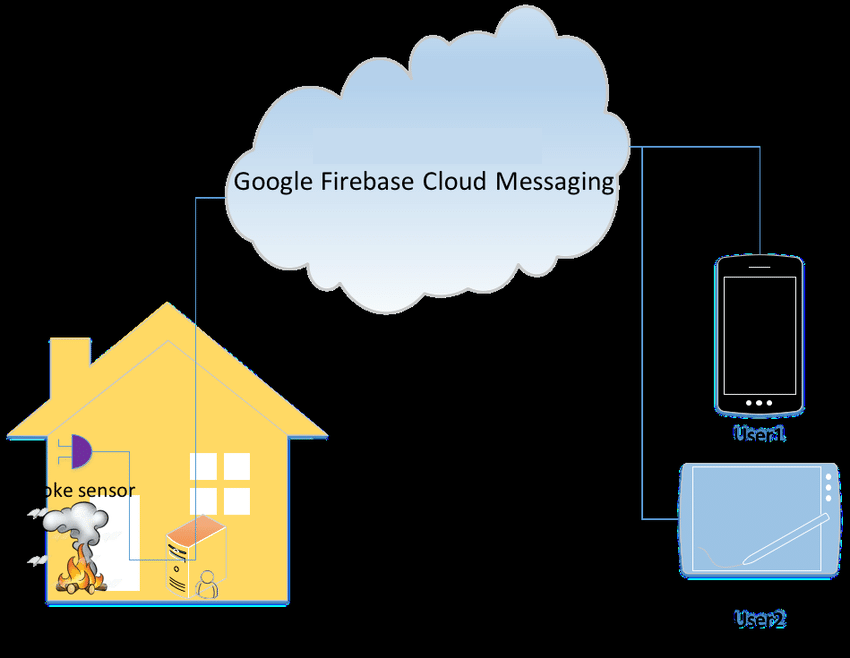 Google Firebase Cloud Messaging
oke sensor
User1
User2